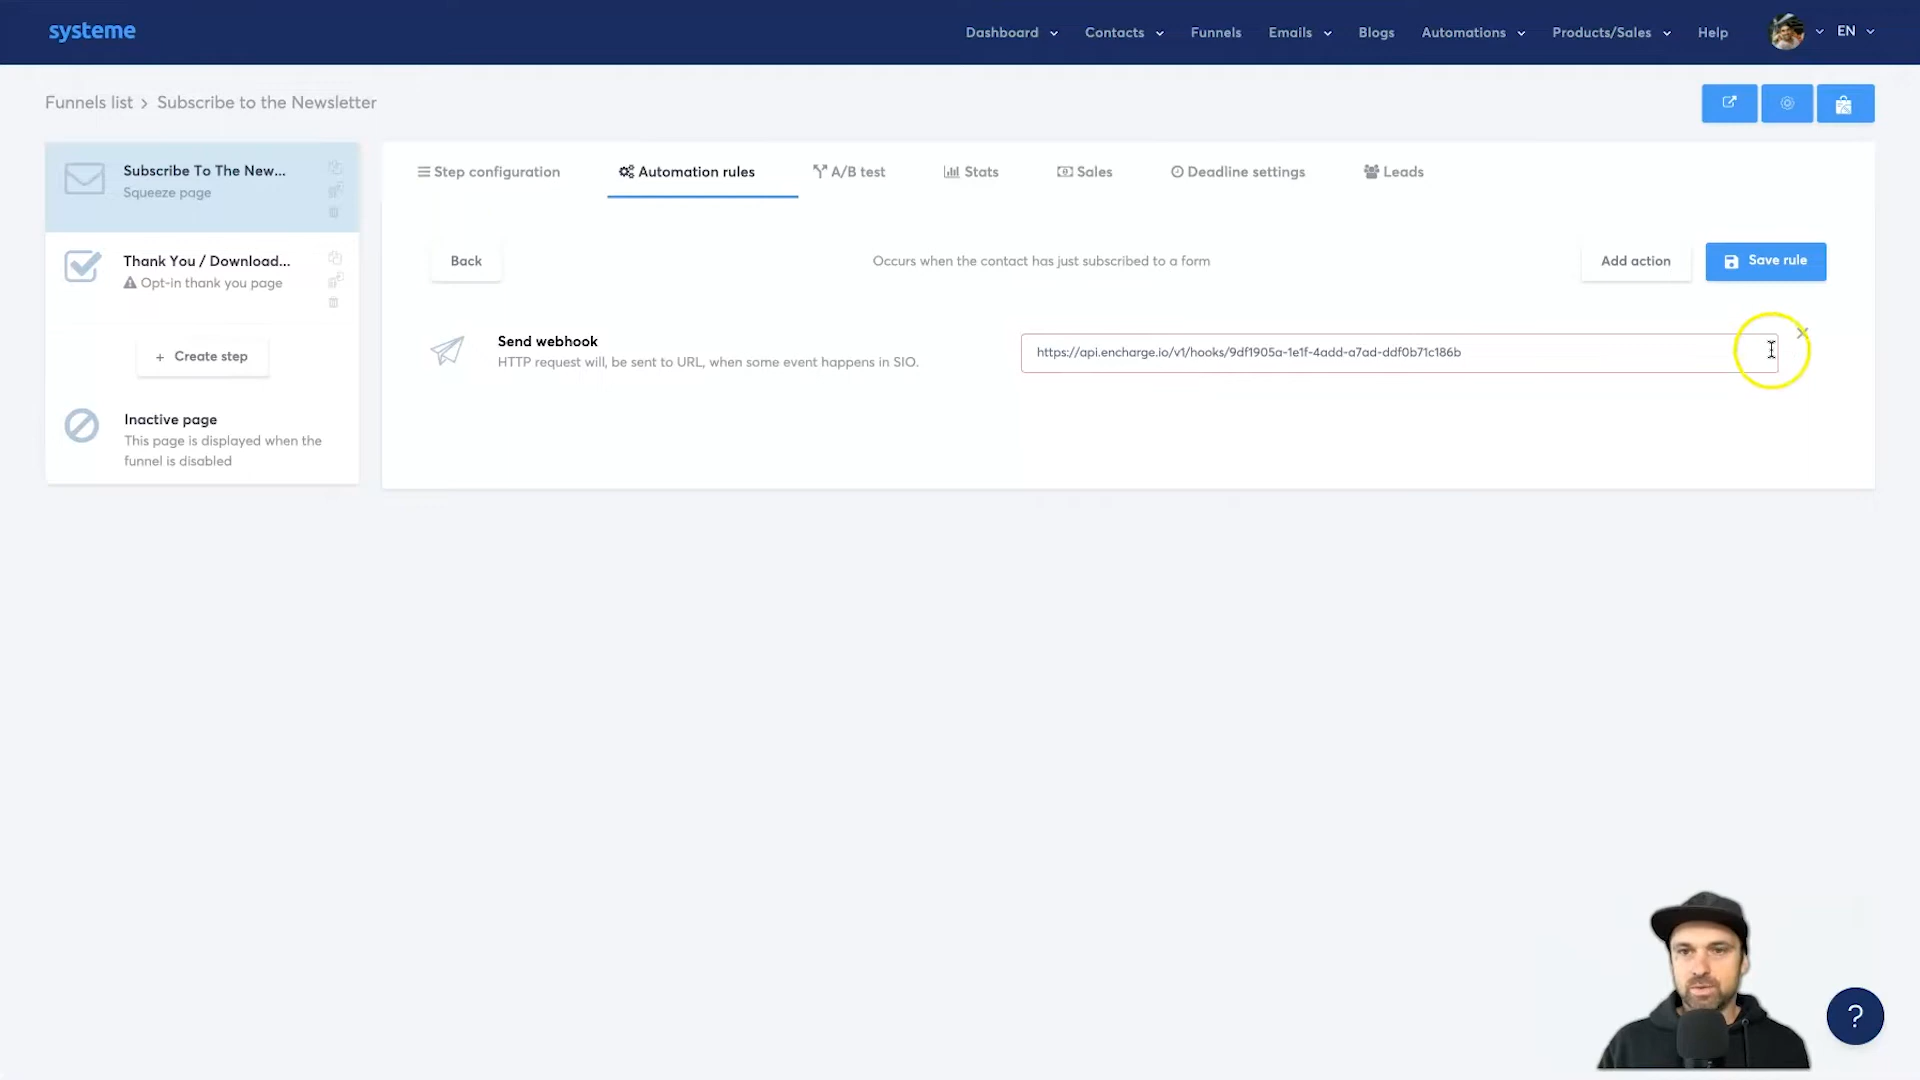 systeme
Dashboard
Contacts
Funnels
Emails
Blogs
Automations
Products/Sales
Help
EN
Funnels list > Subscribe to the Newsletter
Subscribe To The New...
Squeeze page
Thank You / Download...
Opt-in thank you page
+ Create step
Inactive page
This page is displayed when the
funnel is disabled
Step configuration
Automation rules
A/B test
Stats
Sales
Deadline settings
Leads
Back
Occurs when the contact has just subscribed to a form
Add action
Save rule
Send webhook
HTTP request will, be sent to URL, when some event happens in SIO.
https://api.encharge.io/v1/hooks/9df1905a-1e1f-4add-a7ad-ddf0b71c186b
?